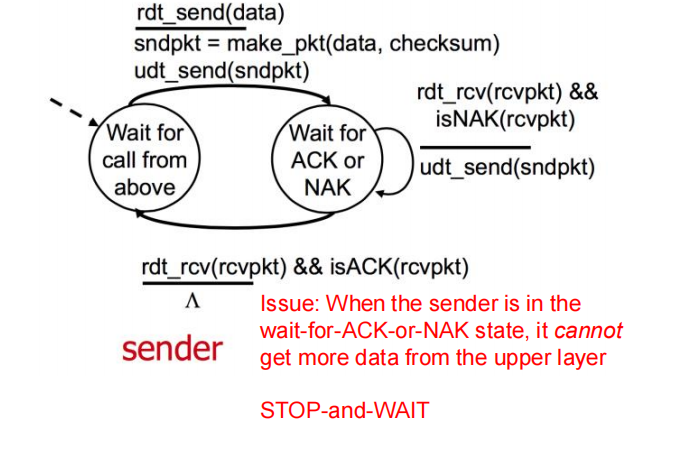 rdt_send(data)
sndpkt = make_pkt(data, checksum)
udt_send(sndpkt)
Wait for
call from
above
Wait for
ACK or
NAK
rdt_rcv(rcvpkt) &&
isNAK(rcvpkt)
udt_send(sndpkt)
rdt_rcv(rcvpkt) && isACK(rcvpkt)
Λ
sender
Issue: When the sender is in the
wait-for-ACK-or-NAK state, it cannot
get more data from the upper layer
STOP-and-WAIT